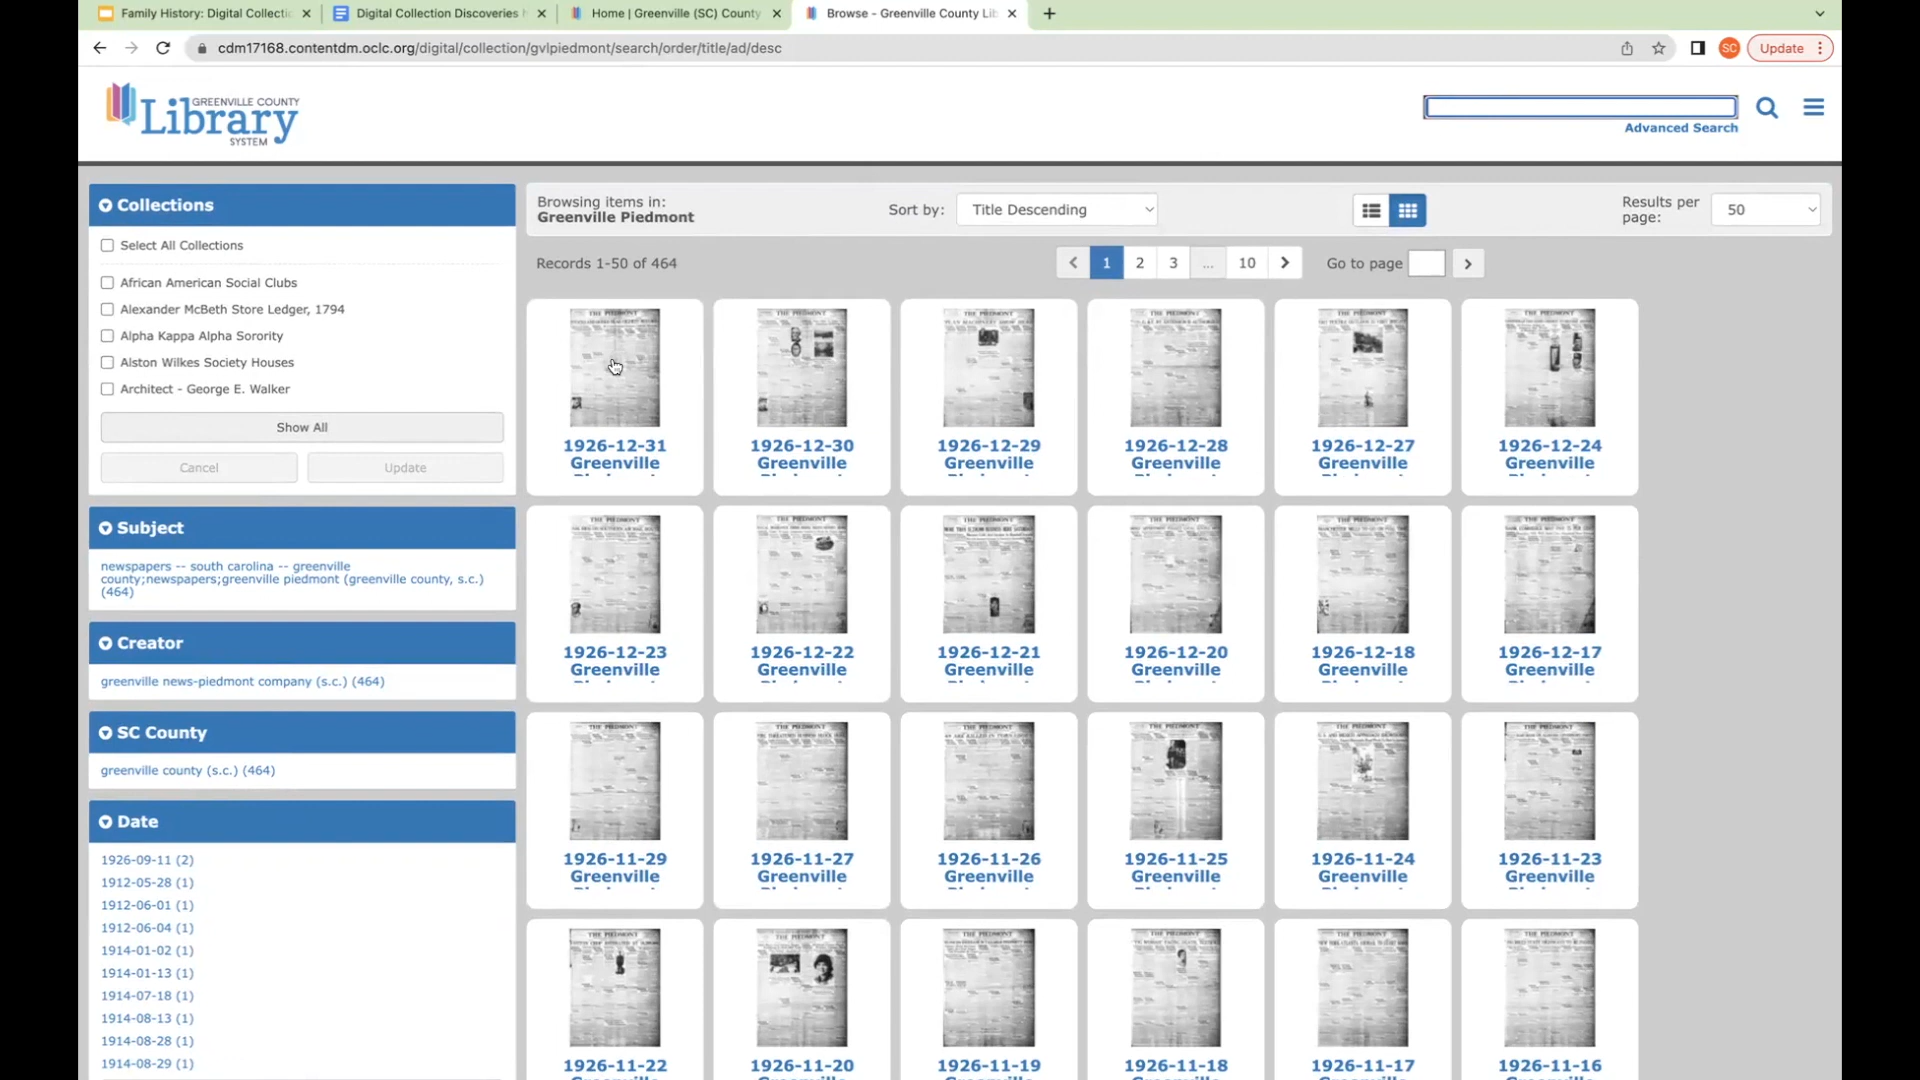 Family History: Digital Collectio
Digital Collection Discoveries h
Home | Greenville (SC) County
Browse - Greenville County Lib
cdm17168.contentdm.oclc.org/digital/collection/gvlpiedmont/search/order/title/ad/desc
SC
Update
GREENVILLE COUNTY
Library
SYSTEM
Advanced Search
Collections
Select All Collections
African American Social Clubs
Alexander McBeth Store Ledger, 1794
Alpha Kappa Alpha Sorority
Alston Wilkes Society Houses
Architect - George E. Walker
Show All
Cancel
Update
Subject
newspapers -- south carolina -- greenville
county;newspapers;greenville piedmont (greenville county, s.c.)
(464)
Creator
greenville news-piedmont company (s.c.) (464)
SC County
greenville county (s.c.) (464)
Date
1926-09-11 (2)
1912-05-28 (1)
1912-06-01 (1)
1912-06-04 (1)
1914-01-02 (1)
1914-01-13 (1)
1914-07-18 (1)
1914-08-13 (1)
1914-08-28 (1)
1914-08-29 (1)
Browsing items in:
Greenville Piedmont
Sort by:
Title Descending
Results per
page:
50
Records 1-50 of 464
1 2 3 ... 10
Go to page
1926-12-31
Greenville
1926-12-30
Greenville
1926-12-29
Greenville
1926-12-28
Greenville
1926-12-27
Greenville
1926-12-24
Greenville
1926-12-23
Greenville
1926-12-22
Greenville
1926-12-21
Greenville
1926-12-20
Greenville
1926-12-18
Greenville
1926-12-17
Greenville
1926-11-29
Greenville
1926-11-27
Greenville
1926-11-26
Greenville
1926-11-25
Greenville
1926-11-24
Greenville
1926-11-23
Greenville
1926-11-22
1926-11-20
1926-11-19
1926-11-18
1926-11-17
1926-11-16